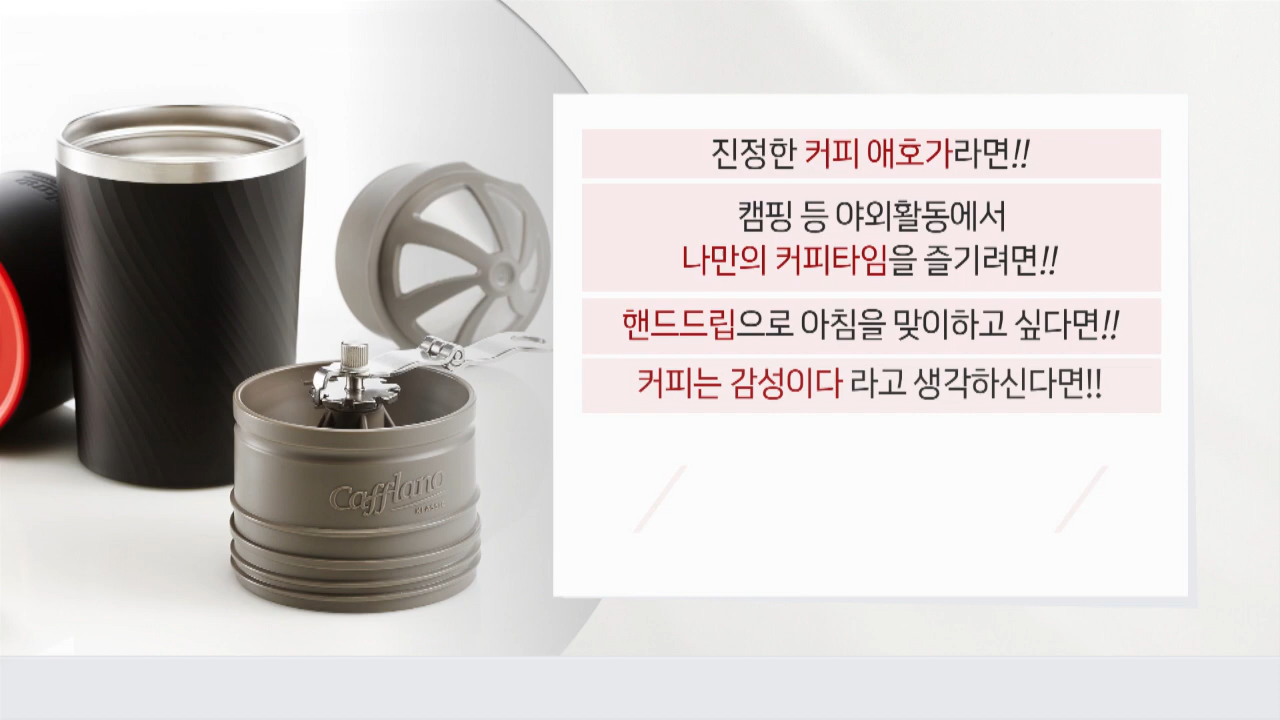 진정한 커피 애호가라면!!
캠핑 등 야외활동에서
나만의 커피타임을 즐기려면!!
핸드드립으로 아침을 맞이하고 싶다면!!
커피는 감성이다 라고 생각하신다면!!
Cafflano